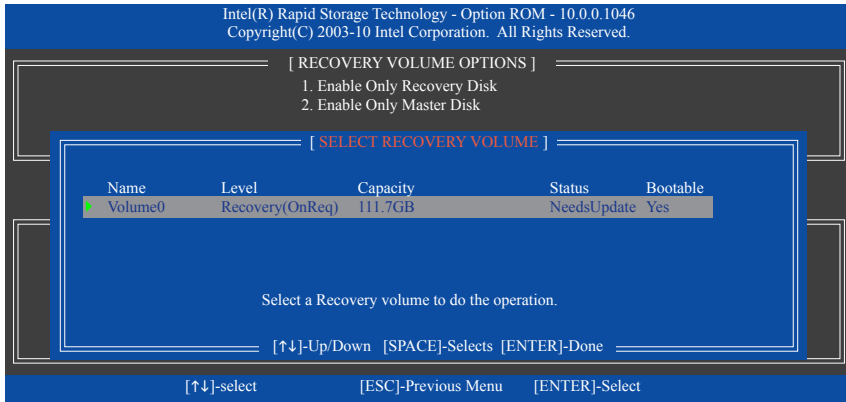 Intel(R) Rapid Storage Technology - Option ROM - 10.0.0.1046
Copyright(C) 2003-10 Intel Corporation. All Rights Reserved.
[ RECOVERY VOLUME OPTIONS ]
1. Enable Only Recovery Disk
2. Enable Only Master Disk
[ SELECT RECOVERY VOLUME ]
Name Level Capacity Status Bootable
Volume0 Recovery(OnReq) 111.7GB NeedsUpdate Yes
Select a Recovery volume to do the operation.
[↑↓]-Up/Down [SPACE]-Selects [ENTER]-Done
[↑↓]-select [ESC]-Previous Menu [ENTER]-Select